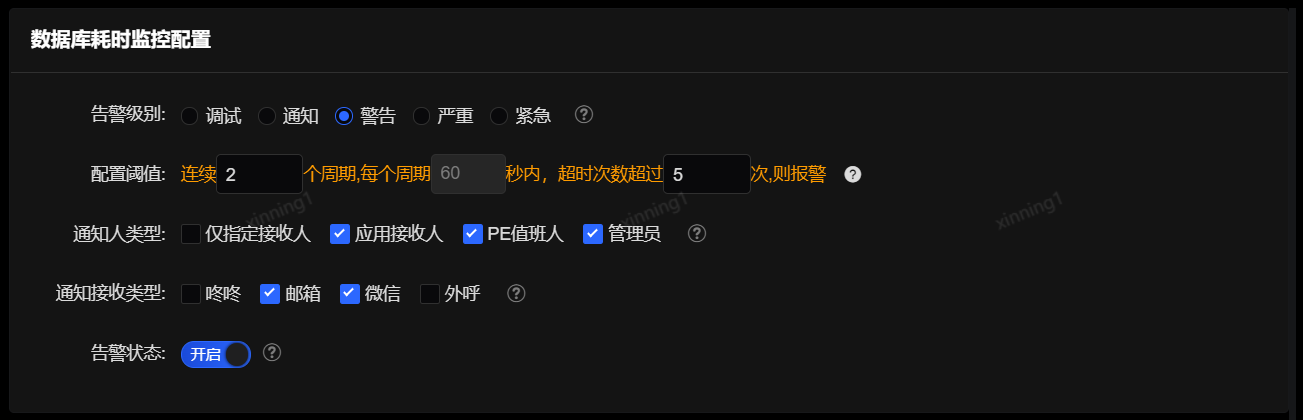 数据库耗时监控配置
告警级别: 调试 通知 警告 严重 紧急 ?
配置阈值: 连续 2 个周期,每个周期 60 秒内，超时次数超过 5 次,则报警 ?
xinning1 xinning1 xinning1
通知人类型: 仅指定接收人 应用接收人 PE值班人 管理员 ?
通知接收类型: 咚咚 邮箱 微信 外呼 ?
告警状态: 开启 ?